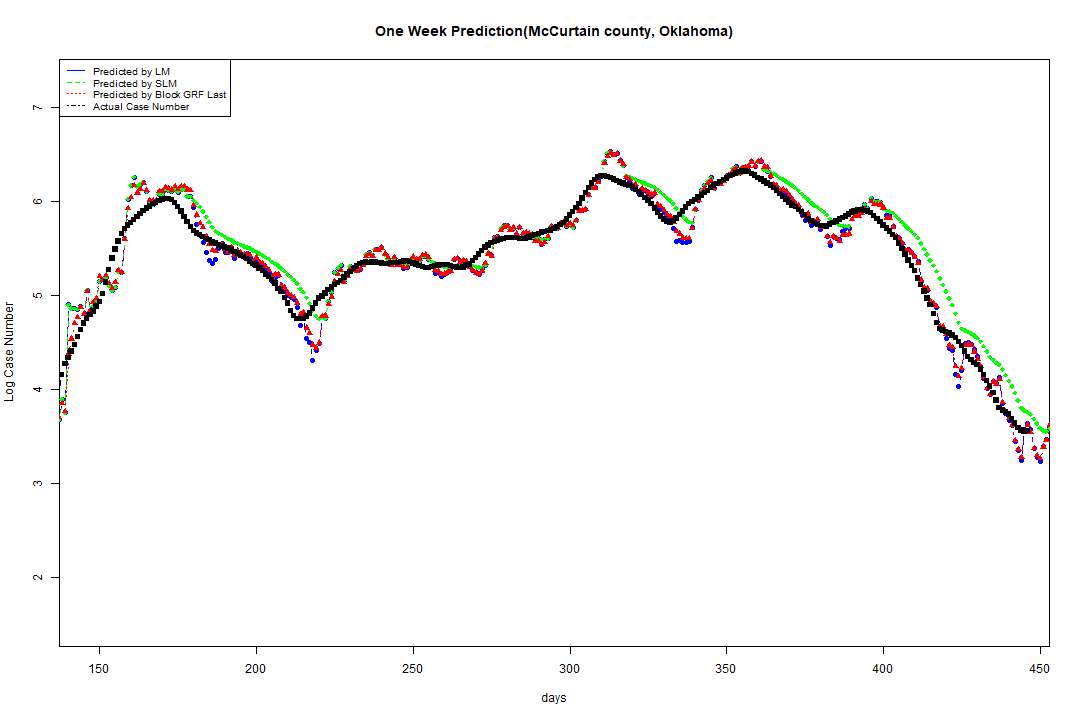 One Week Prediction(McCurtain county, Oklahoma)
Predicted by LM
Predicted by SLM
Predicted by Block GRF Last
Actual Case Number
7
6
5
4
3
2
Log Case Number
150 200 250 300 350 400 450
days